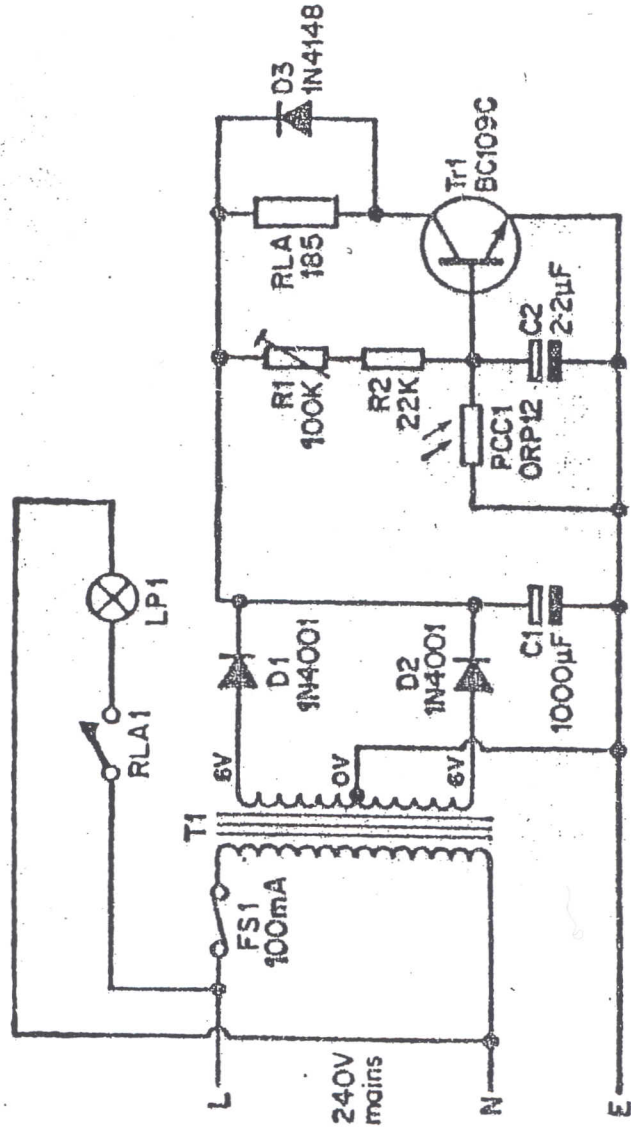 RLA1
LP1
L
240V
mains
N
E
FS1
100mA
T1
6V
0V
6V
D1
1N4001
D2
1N4001
C1
1000µF
R1
100K
R2
22K
PCC1
ORP12
C2
2·2µF
RLA
185
D3
1N4148
Tr1
BC109C